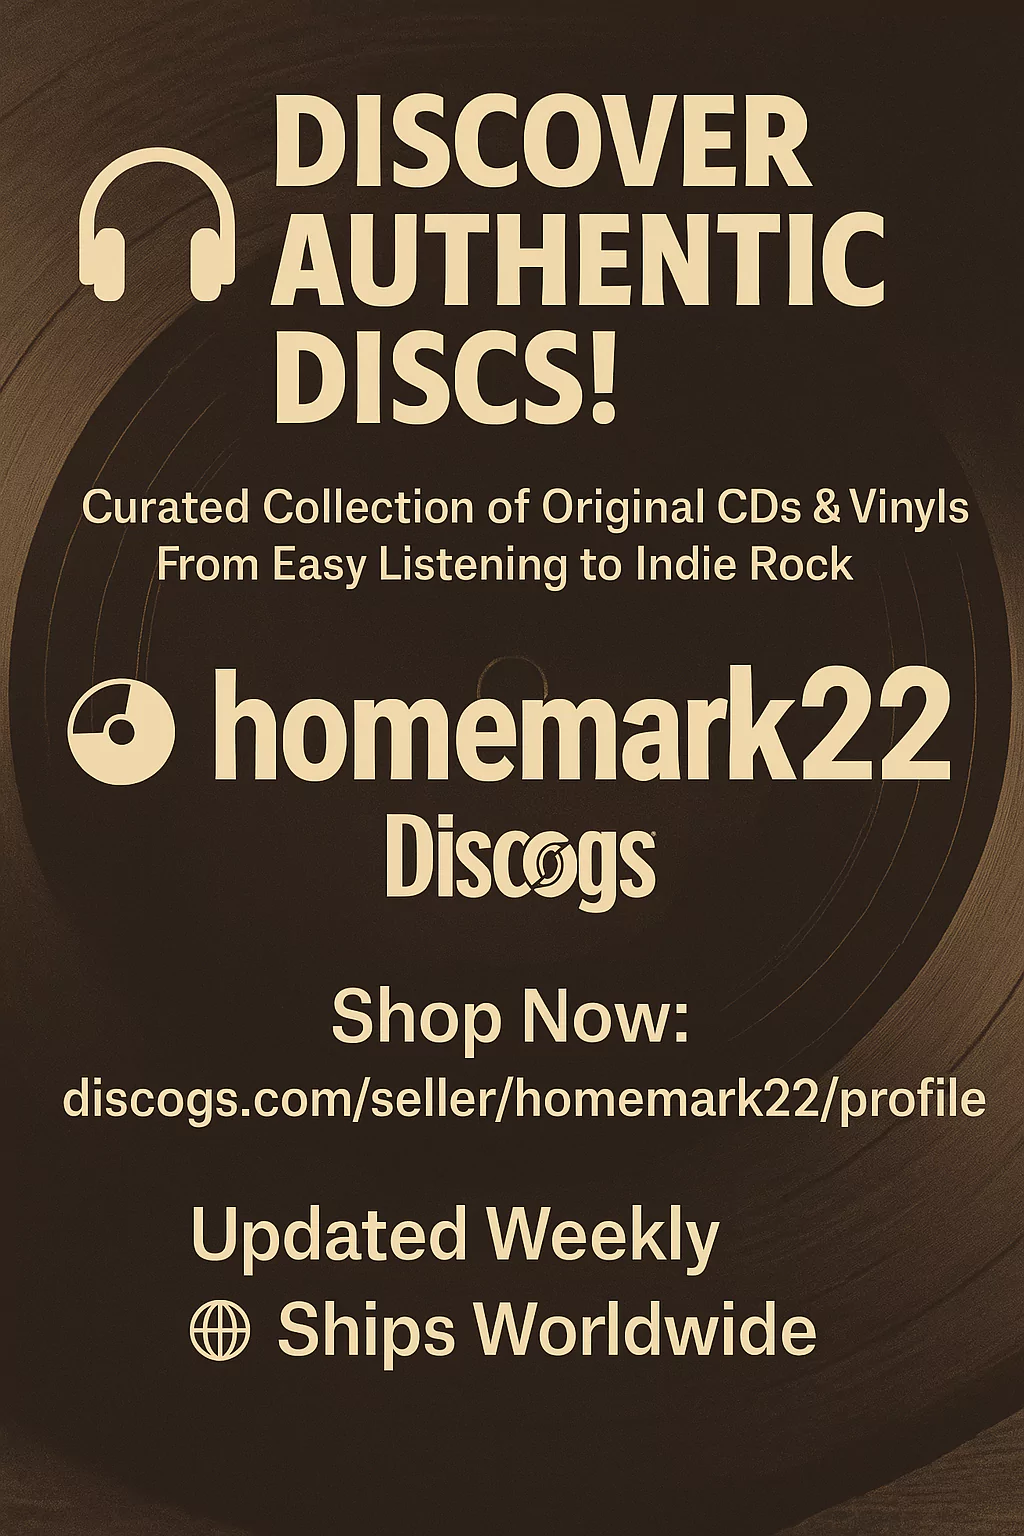 DISCOVER
AUTHENTIC
DISCS!
Curated Collection of Original CDs & Vinyls
From Easy Listening to Indie Rock
homemark22
Discogs
Shop Now:
discogs.com/seller/homemark22/profile
Updated Weekly
Ships Worldwide